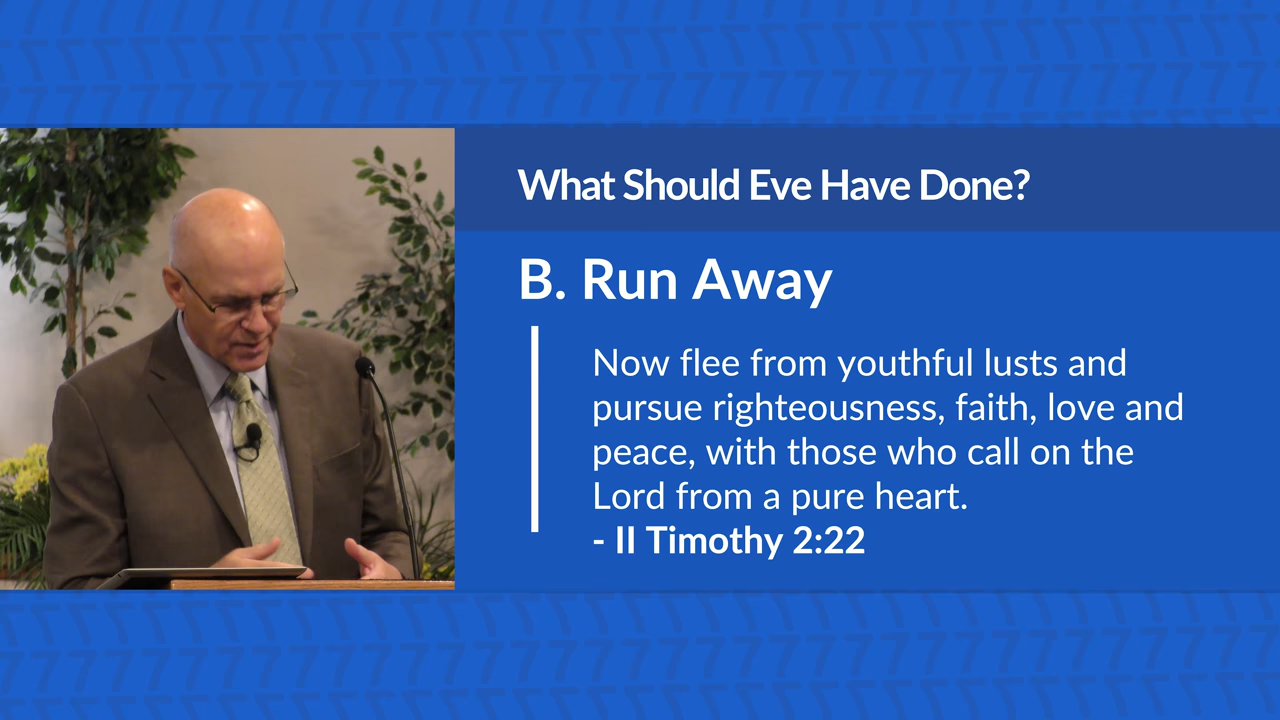 What Should Eve Have Done?
B. Run Away
Now flee from youthful lusts and
pursue righteousness, faith, love and
peace, with those who call on the
Lord from a pure heart.
- II Timothy 2:22